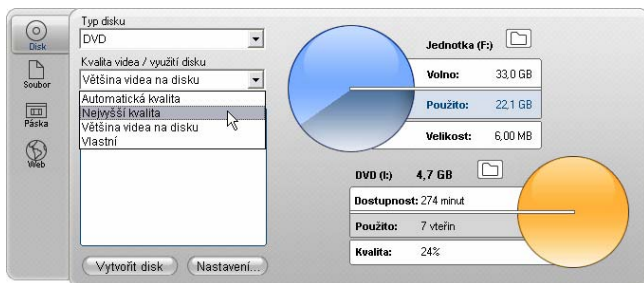 Disk
Soubor
Páska
Web
Typ disku
DVD
Kvalita videa / využití disku
Většina videa na disku
Automatická kvalita
Nejvyšší kvalita
Většina videa na disku
Vlastní
Vytvořit disk
Nastavení...
Jednotka (F:)
Volno: 33,0 GB
Použito: 22,1 GB
Velikost: 6,00 MB
DVD (I:) 4,7 GB
Dostupnost: 274 minut
Použito: 7 vteřin
Kvalita: 24%